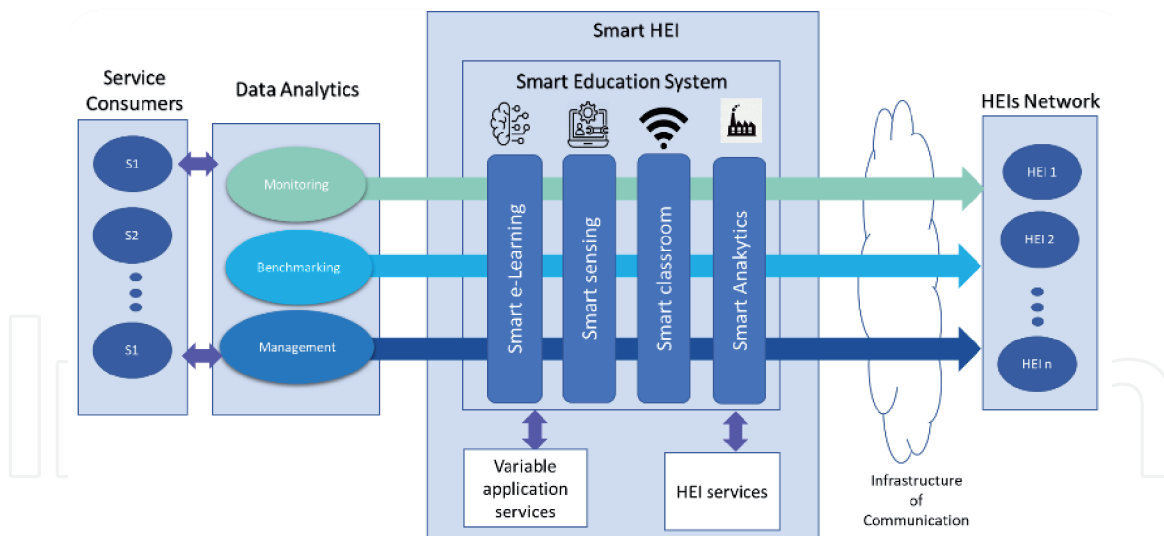 Smart HEI
Smart Education System
Service
Consumers
Data Analytics
HEIs Network
S1
S2
S1
Monitoring
Benchmarking
Management
Smart e-Learning
Smart sensing
Smart classroom
Smart Anakytics
HEI 1
HEI 2
HEI n
Variable
application
services
HEI services
Infrastructure
of
Communication